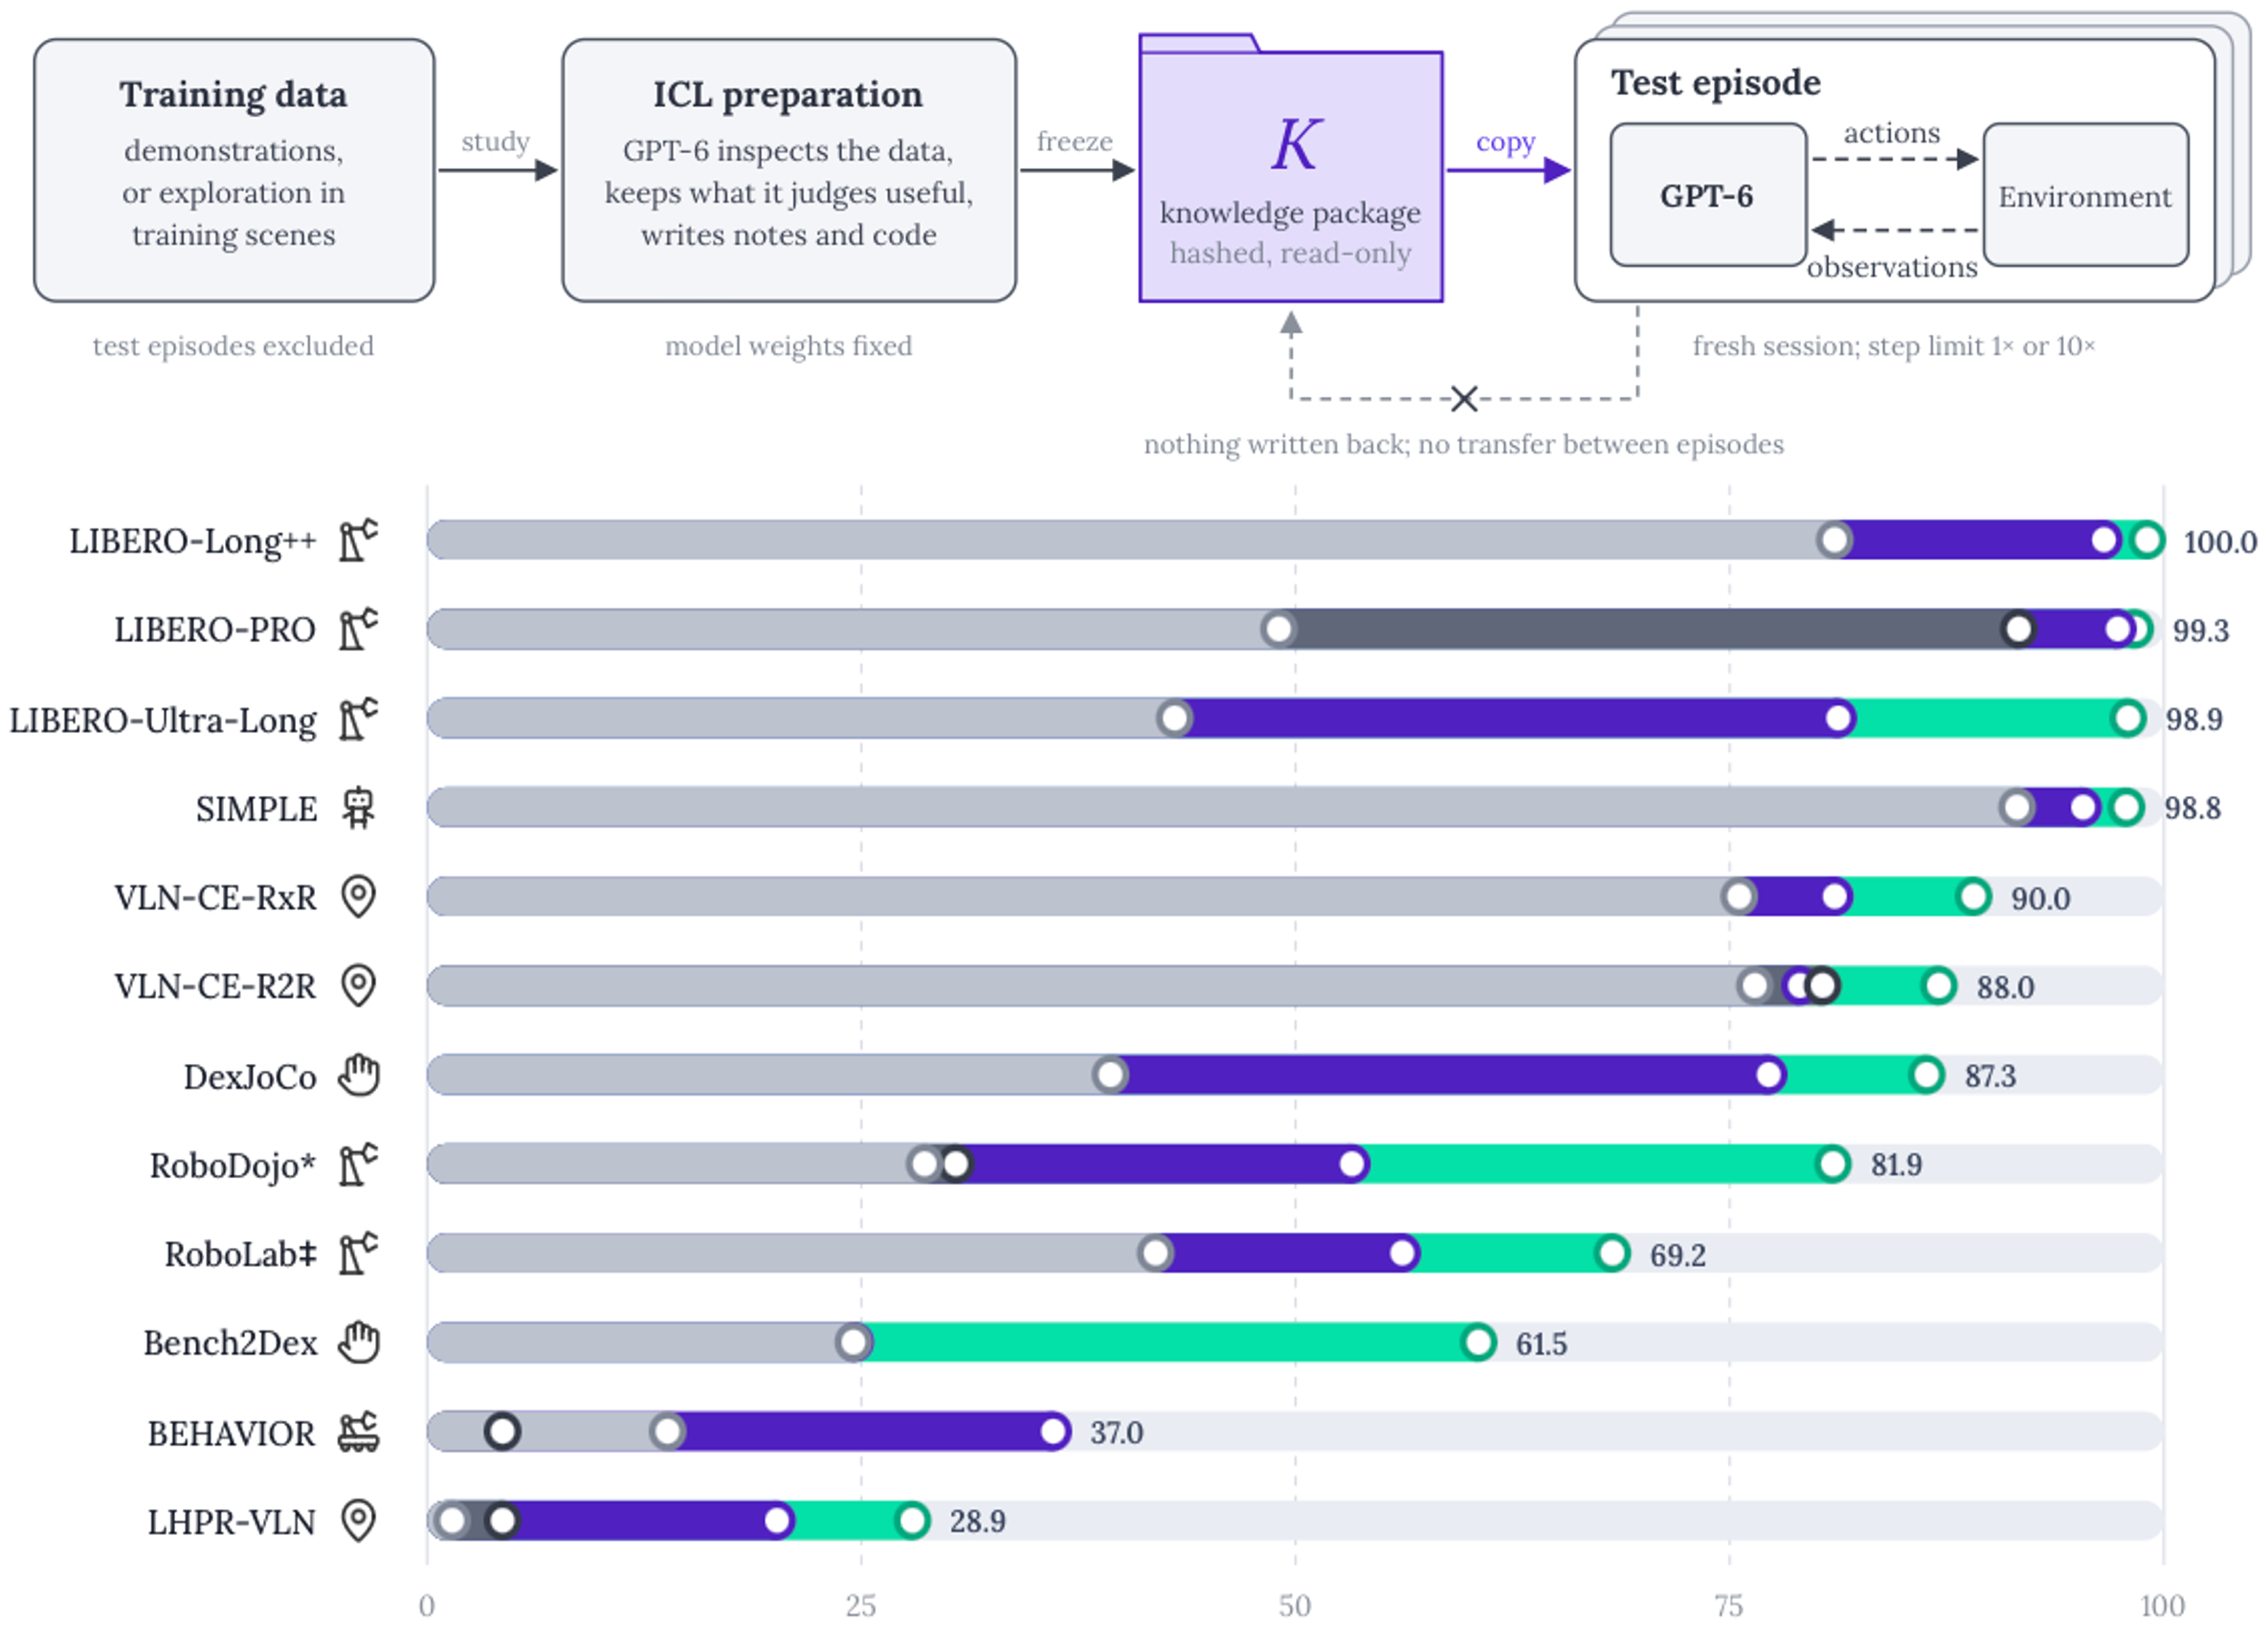 Training data
demonstrations,
or exploration in
training scenes
test episodes excluded
study
ICL preparation
GPT-6 inspects the data,
keeps what it judges useful,
writes notes and code
model weights fixed
freeze
K
knowledge package
hashed, read-only
copy
Test episode
GPT-6
actions
observations
Environment
fresh session; step limit 1× or 10×
nothing written back; no transfer between episodes
LIBERO-Long++ 100.0
LIBERO-PRO 99.3
LIBERO-Ultra-Long 98.9
SIMPLE 98.8
VLN-CE-RxR 90.0
VLN-CE-R2R 88.0
DexJoCo 87.3
RoboDojo* 81.9
RoboLab‡ 69.2
Bench2Dex 61.5
BEHAVIOR 37.0
LHPR-VLN 28.9
0 25 50 75 100